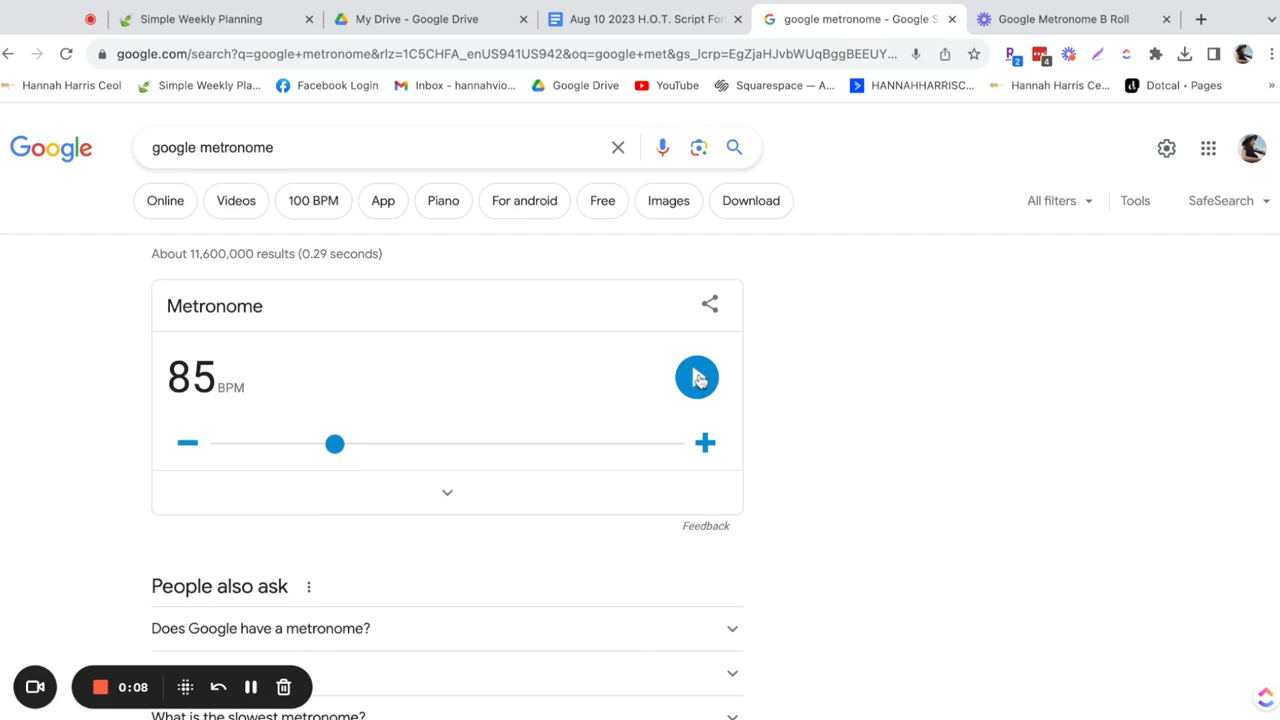 Simple Weekly Planning
My Drive - Google Drive
Aug 10 2023 H.O.T. Script For
google metronome - Google S
Google Metronome B Roll
google.com/search?q=google+metronome&rlz=1C5CHFA_enUS941US942&oq=google+met&gs_lcrp=EgZjaHJvbWUqBggBEEUY...
2
4
Hannah Harris Ceol
Simple Weekly Pla...
Facebook Login
Inbox - hannahvio...
Google Drive
YouTube
Squarespace — A...
HANNAHHARRISC...
Hannah Harris Ce...
Dotcal • Pages
»
Google
google metronome
Online
Videos
100 BPM
App
Piano
For android
Free
Images
Download
All filters
Tools
SafeSearch
About 11,600,000 results (0.29 seconds)
Metronome
85 BPM
Feedback
People also ask
Does Google have a metronome?
0:08
What is the slowest metronome?